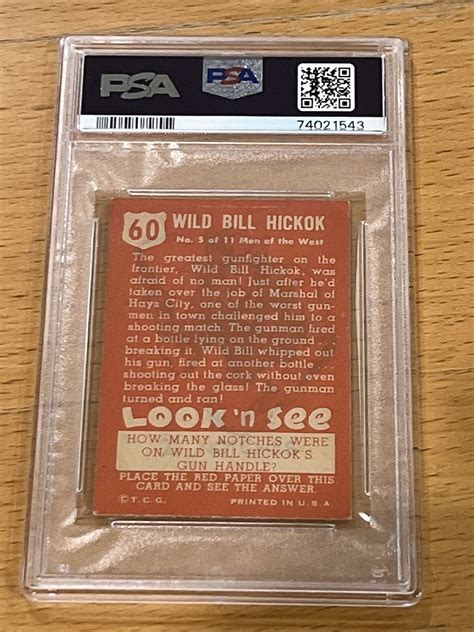 PSA
PSA
74021543
60
WILD BILL HICKOK
No. 5 of 11 Men of the West
The greatest gunfighter on the
frontier, Wild Bill Hickok, was
afraid of no man! Just after he'd
taken over the job of Marshal of
Hays City, one of the worst gun-
men in town challenged him to a
shooting match. The gunman fired
at a bottle lying on the ground ...
breaking it. Wild Bill whipped out
his gun, fired at another bottle ...
shooting out the cork without even
breaking the glass! The gunman
turned and ran!
LOOK 'n SEE
HOW MANY NOTCHES WERE
ON WILD BILL HICKOK'S
GUN HANDLE?
PLACE THE RED PAPER OVER THIS
CARD AND SEE THE ANSWER.
© T. C. G. PRINTED IN U. S. A.